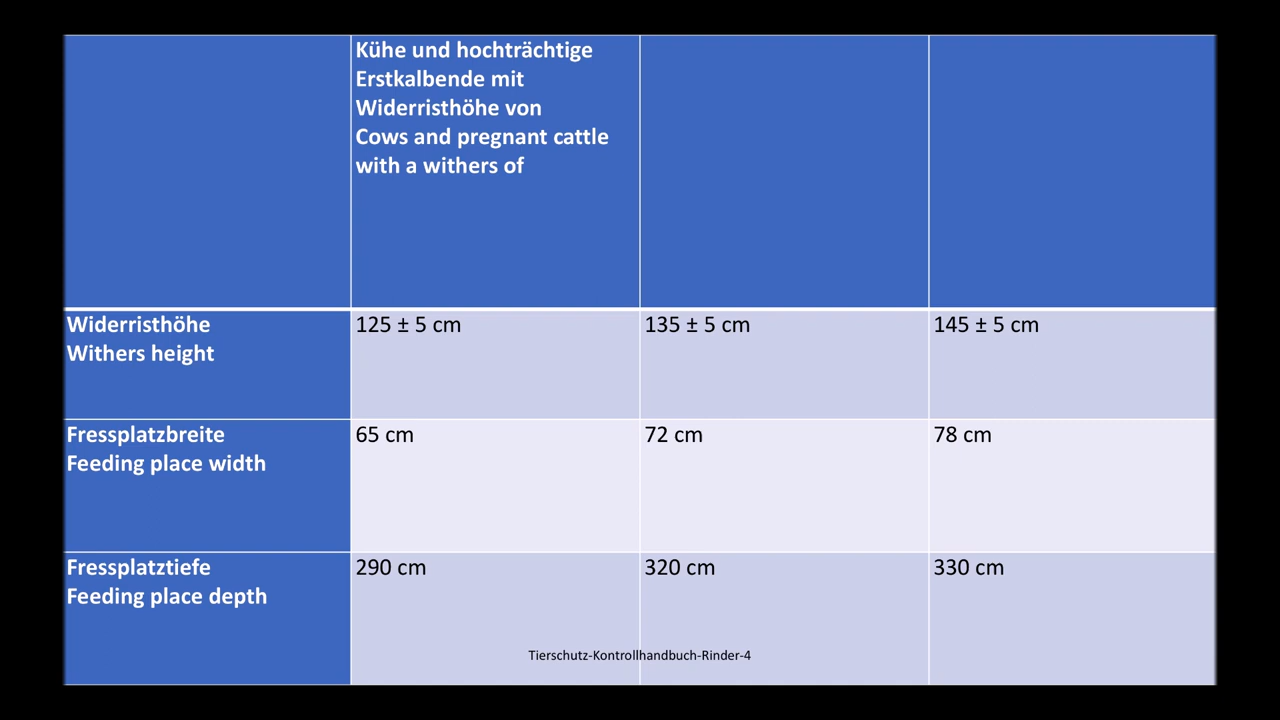 Kühe und hochträchtige
Erstkalbende mit
Widerristhöhe von
Cows and pregnant cattle
with a withers of
Widerristhöhe
Withers height
125 ± 5 cm
135 ± 5 cm
145 ± 5 cm
Fressplatzbreite
Feeding place width
65 cm
72 cm
78 cm
Fressplatztiefe
Feeding place depth
290 cm
320 cm
330 cm
Tierschutz-Kontrollhandbuch-Rinder-4